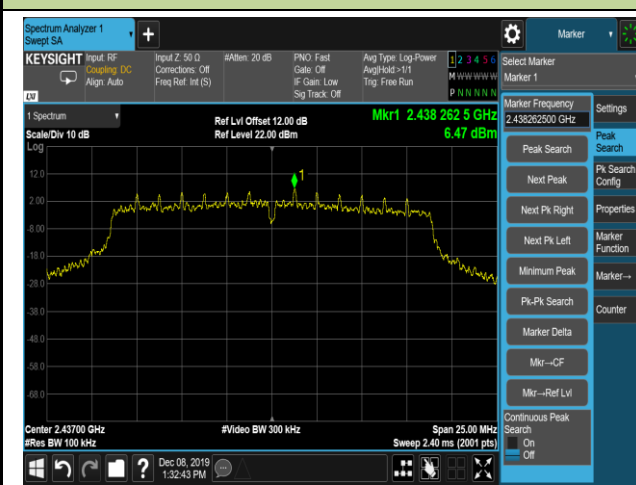 Spectrum Analyzer 1
Swept SA
Marker
KEYSIGHT
Input: RF
Coupling: DC
Align: Auto
Input Z: 50 Ω
Corrections: Off
Freq Ref: Int (S)
#Atten: 20 dB
PNO: Fast
Gate: Off
IF Gain: Low
Sig Track: Off
Avg Type: Log-Power
Avg|Hold:>1/1
Trig: Free Run
1 2 3 4 5 6
M W W W W W
P N N N N N
Select Marker
Marker 1
LXI
1 Spectrum
Scale/Div 10 dB
Log
Ref Lvl Offset 12.00 dB
Ref Level 22.00 dBm
Mkr1 2.438 262 5 GHz
6.47 dBm
12.0
2.00
-8.00
-18.0
-28.0
-38.0
-48.0
-58.0
-68.0
1
Center 2.43700 GHz
#Res BW 100 kHz
#Video BW 300 kHz
Span 25.00 MHz
Sweep 2.40 ms (2001 pts)
Marker Frequency
2.438262500 GHz
Peak Search
Next Peak
Next Pk Right
Next Pk Left
Minimum Peak
Pk-Pk Search
Marker Delta
Mkr→CF
Mkr→Ref Lvl
Continuous Peak
Search
On
Off
Settings
Peak
Search
Pk Search
Config
Properties
Marker
Function
Marker→
Counter
Dec 08, 2019
1:32:43 PM